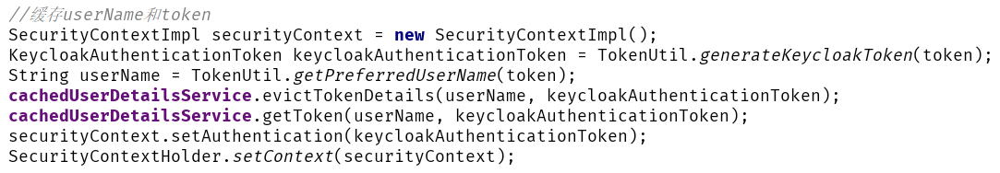 //缓存userName和token
SecurityContextImpl securityContext = new SecurityContextImpl();
KeycloakAuthenticationToken keycloakAuthenticationToken = TokenUtil.generateKeycloakToken(token);
String userName = TokenUtil.getPreferredUserName(token);
cachedUserDetailsService.evictTokenDetails(userName, keycloakAuthenticationToken);
cachedUserDetailsService.getToken(userName, keycloakAuthenticationToken);
securityContext.setAuthentication(keycloakAuthenticationToken);
SecurityContextHolder.setContext(securityContext);